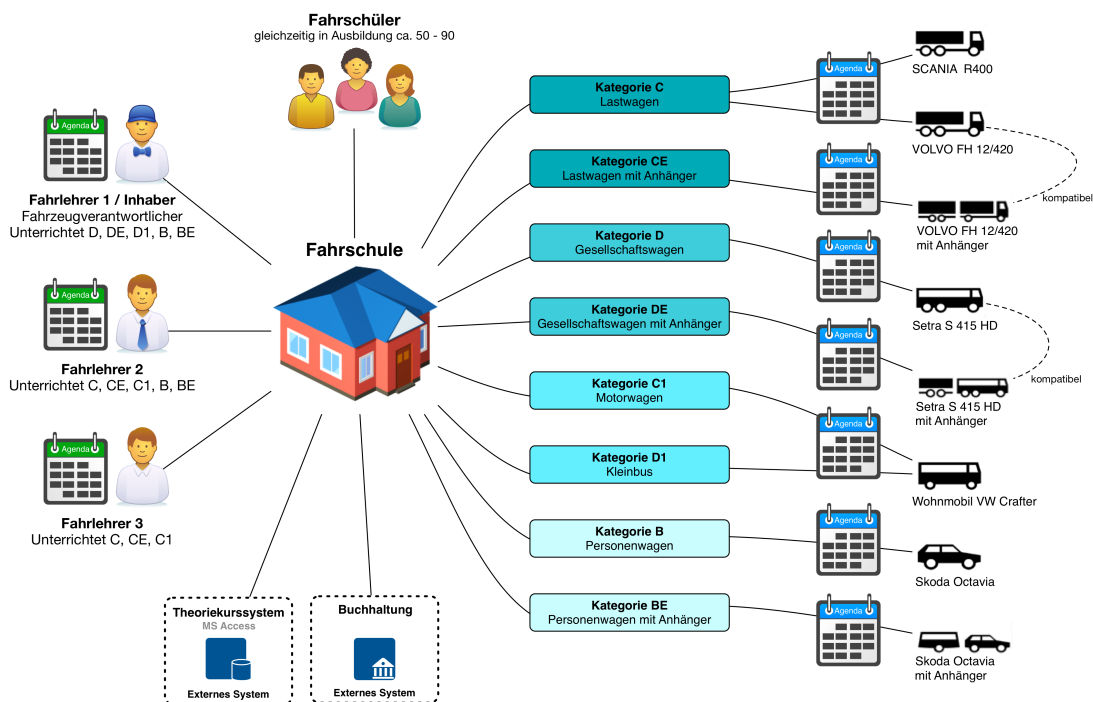 Fahrschüler
gleichzeitig in Ausbildung ca. 50 - 90
Agenda
Fahrlehrer 1 / Inhaber
Fahrzeugverantwortlicher
Unterrichtet D, DE, D1, B, BE
Agenda
Fahrlehrer 2
Unterrichtet C, CE, C1, B, BE
Agenda
Fahrlehrer 3
Unterrichtet C, CE, C1
Fahrschule
Theoriekurssystem
MS Access
Externes System
Buchhaltung
Externes System
Kategorie C
Lastwagen
Kategorie CE
Lastwagen mit Anhänger
Kategorie D
Gesellschaftswagen
Kategorie DE
Gesellschaftswagen mit Anhänger
Kategorie C1
Motorwagen
Kategorie D1
Kleinbus
Kategorie B
Personenwagen
Kategorie BE
Personenwagen mit Anhänger
Agenda
Agenda
Agenda
Agenda
Agenda
Agenda
Agenda
SCANIA R400
VOLVO FH 12/420
kompatibel
VOLVO FH 12/420
mit Anhänger
Setra S 415 HD
kompatibel
Setra S 415 HD
mit Anhänger
Wohnmobil VW Crafter
Skoda Octavia
Skoda Octavia
mit Anhänger